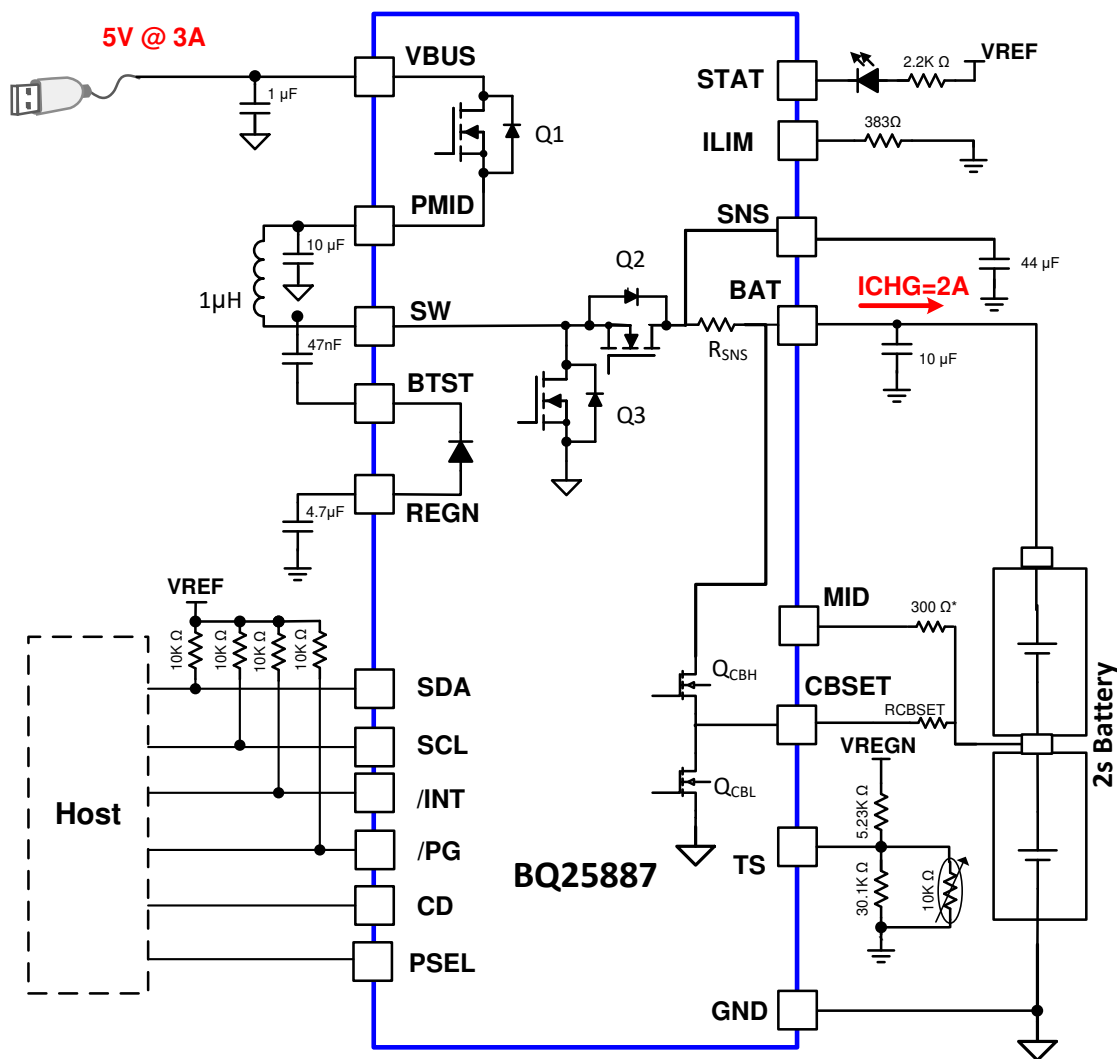 5V @ 3A
VBUS
1 µF
Q1
PMID
10 µF
1µH
SW
47nF
BTST
REGN
4.7µF
Q2
Q3
RSNS
STAT
2.2K Ω
VREF
ILIM
383Ω
SNS
44 µF
BAT
ICHG=2A
10 µF
VREF
10K Ω
10K Ω
10K Ω
10K Ω
Host
SDA
SCL
/INT
/PG
CD
PSEL
BQ25887
QCBH
QCBL
MID
300 Ω*
CBSET
RCBSET
VREGN
5.23K Ω
TS
30.1K Ω
10K Ω
2s Battery
GND